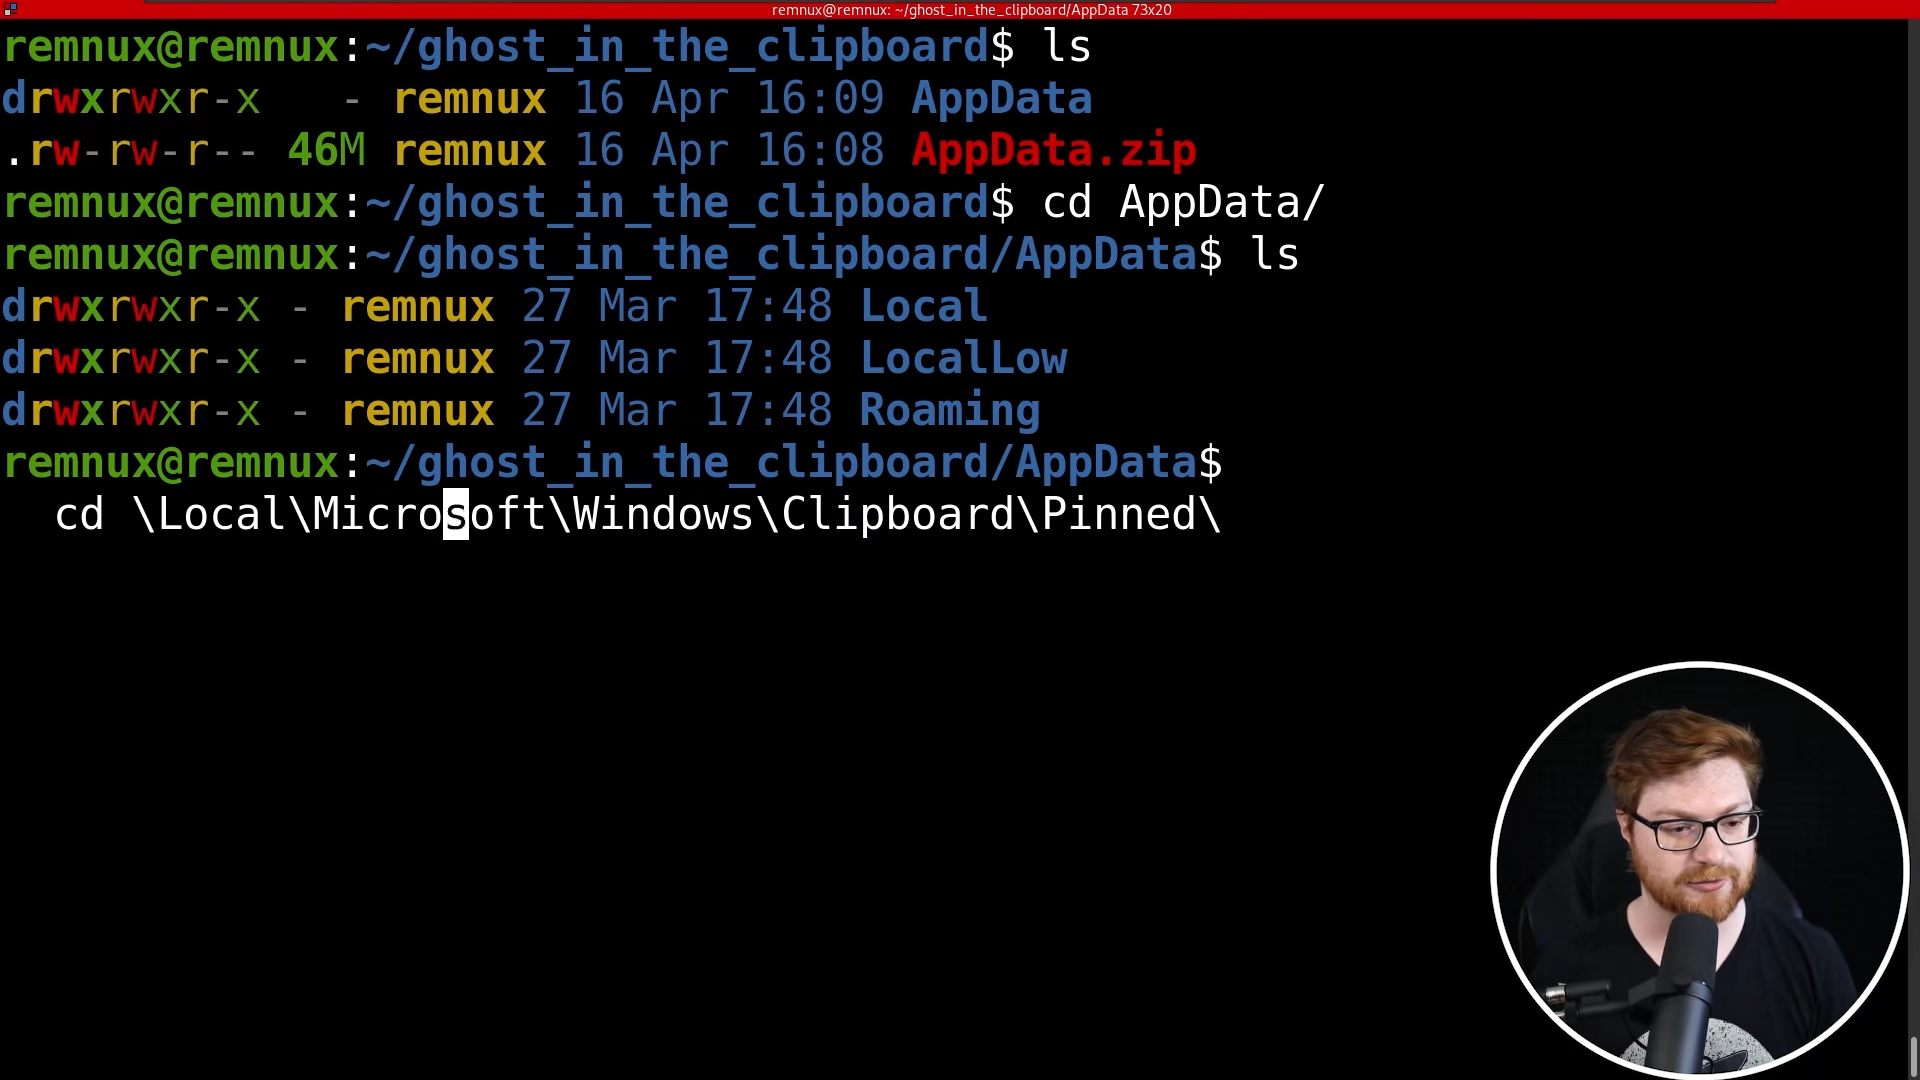 remnux@remnux: ~/ghost_in_the_clipboard/AppData 73x20
remnux@remnux:~/ghost_in_the_clipboard$ ls
drwxrwxr-x   - remnux 16 Apr 16:09 AppData
.rw-rw-r-- 46M remnux 16 Apr 16:08 AppData.zip
remnux@remnux:~/ghost_in_the_clipboard$ cd AppData/
remnux@remnux:~/ghost_in_the_clipboard/AppData$ ls
drwxrwxr-x - remnux 27 Mar 17:48 Local
drwxrwxr-x - remnux 27 Mar 17:48 LocalLow
drwxrwxr-x - remnux 27 Mar 17:48 Roaming
remnux@remnux:~/ghost_in_the_clipboard/AppData$
  cd \Local\Microsoft\Windows\Clipboard\Pinned\